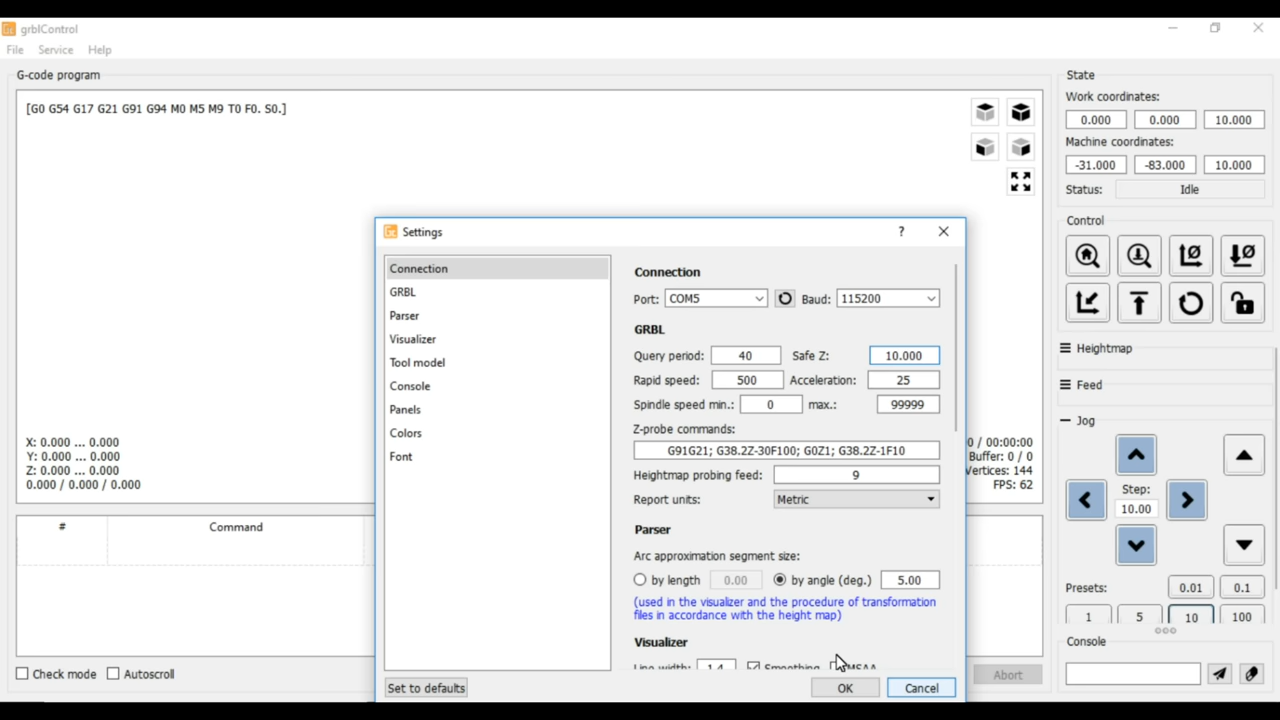 grblControl
File Service Help
G-code program
[G0 G54 G17 G21 G91 G94 M0 M5 M9 T0 F0. S0.]
X: 0.000 ... 0.000
Y: 0.000 ... 0.000
Z: 0.000 ... 0.000
0.000 / 0.000 / 0.000
0 / 00:00:00
Buffer: 0 / 0
Vertices: 144
FPS: 62
# Command
Check mode Autoscroll
Abort
Settings ?
Connection
GRBL
Parser
Visualizer
Tool model
Console
Panels
Colors
Font
Set to defaults
Connection
Port: COM5 Baud: 115200
GRBL
Query period: 40 Safe Z: 10.000
Rapid speed: 500 Acceleration: 25
Spindle speed min.: 0 max.: 99999
Z-probe commands:
G91G21; G38.2Z-30F100; G0Z1; G38.2Z-1F10
Heightmap probing feed: 9
Report units: Metric
Parser
Arc approximation segment size:
by length 0.00 by angle (deg.) 5.00
(used in the visualizer and the procedure of transformation
files in accordance with the height map)
Visualizer
Line width: 1.4 Smoothing MSAA
OK Cancel
State
Work coordinates:
0.000 0.000 10.000
Machine coordinates:
-31.000 -83.000 10.000
Status: Idle
Control
Heightmap
Feed
Jog
Step:
10.00
Presets: 0.01 0.1
1 5 10 100
Console